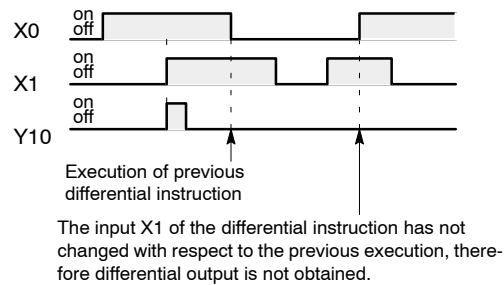 on
X0
off
on
X1
off
on
off
Y10
Execution of previous
differential instruction
The input X1 of the differential instruction has not
changed with respect to the previous execution, there-
fore differential output is not obtained.